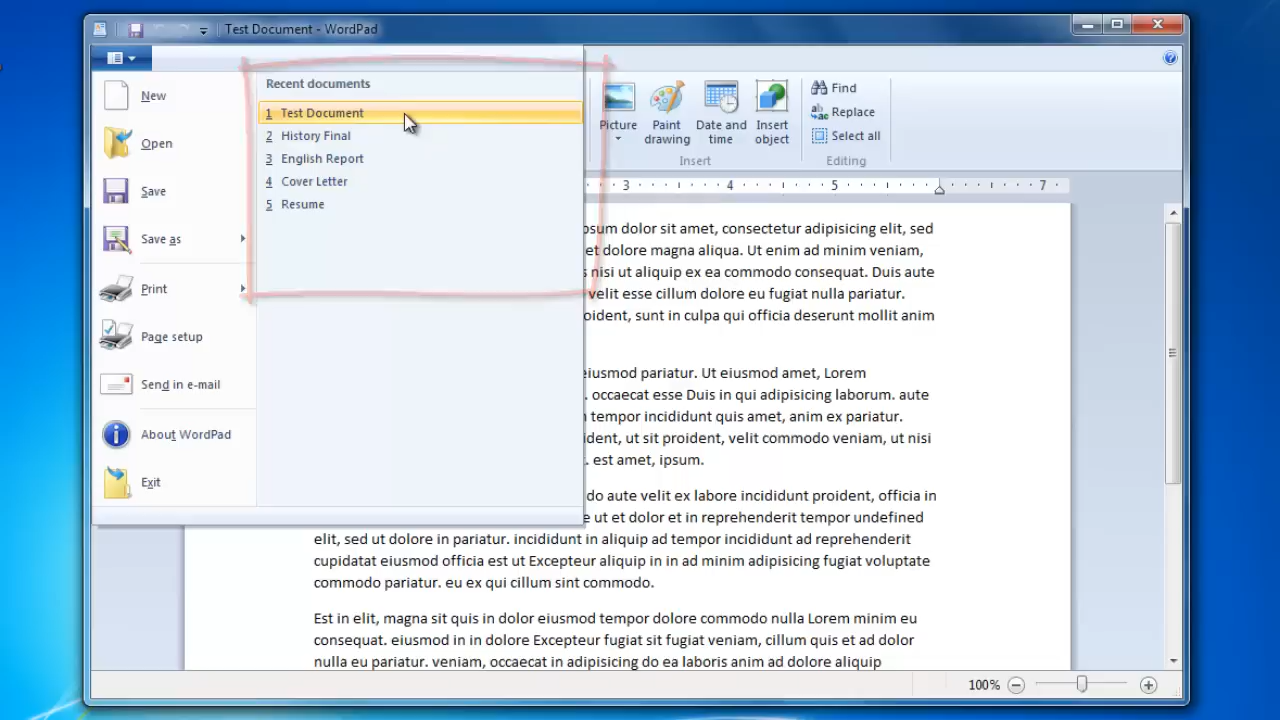 Test Document - WordPad
New
Open
Save
Save as
Print
Page setup
Send in e-mail
About WordPad
Exit
Recent documents
1 Test Document
2 History Final
3 English Report
4 Cover Letter
5 Resume
Picture
Paint drawing
Date and time
Insert object
Insert
Find
Replace
Select all
Editing
3 4 5 7
dolor sit amet, consectetur adipisicing elit, sed
et dolore magna aliqua. Ut enim ad minim veniam,
nisi ut aliquip ex ea commodo consequat. Duis aute
velit esse cillum dolore eu fugiat nulla pariatur.
sunt in culpa qui officia deserunt mollit anim
eiusmod pariatur. Ut eiusmod amet, Lorem
. occaecat esse Duis in qui adipisicing laborum. aute
tempor incididunt quis amet, anim ex pariatur.
ut sit proident, velit commodo veniam, ut nisi
. est amet, ipsum.
do aute velit ex labore incididunt proident, officia in
ut et dolor et in reprehenderit tempor undefined
elit, sed ut dolore in pariatur. incididunt in aliquip ad tempor incididunt ad reprehenderit
cupidatat eiusmod officia est ut Excepteur aliquip in in ad minim adipisicing fugiat voluptate
commodo pariatur. eu ex qui cillum sint commodo.
Est in elit, magna sit quis in dolor eiusmod tempor dolore commodo nulla Lorem minim eu
consequat. eiusmod in in dolore Excepteur fugiat sit fugiat veniam, cillum quis et ad dolor
nulla eu pariatur. veniam, occaecat in adipisicing do ea laboris anim ad dolore aliquip
100%